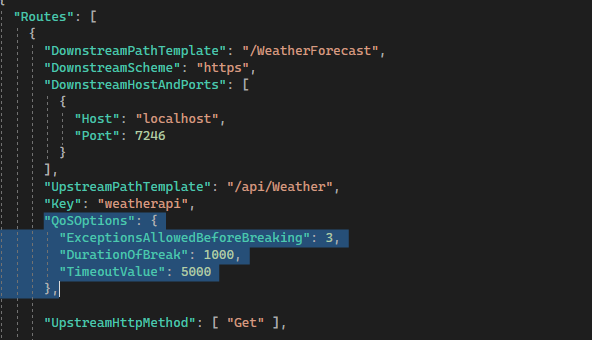 {
"Routes": [
{
"DownstreamPathTemplate": "/WeatherForecast",
"DownstreamScheme": "https",
"DownstreamHostAndPorts": [
{
"Host": "localhost",
"Port": 7246
}
],
"UpstreamPathTemplate": "/api/Weather",
"Key": "weatherapi",
"QoSOptions": {
"ExceptionsAllowedBeforeBreaking": 3,
"DurationOfBreak": 1000,
"TimeoutValue": 5000
},
"UpstreamHttpMethod": [ "Get" ],